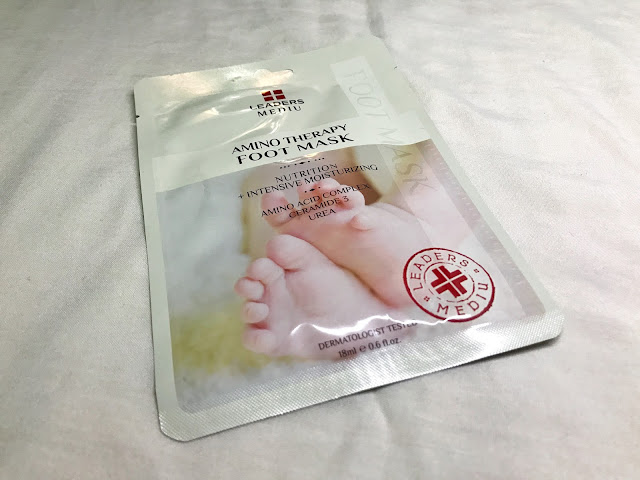 FOOT MASK
LEADERS
MEDIU
AMINO THERAPY
FOOT MASK
NUTRITION
+ INTENSIVE MOISTURIZING
AMINO ACID COMPLEX
CERAMIDE 3
UREA
LEADERS
MEDIU
DERMATOLOGIST TESTED
18ml e 0.6 fl.oz.